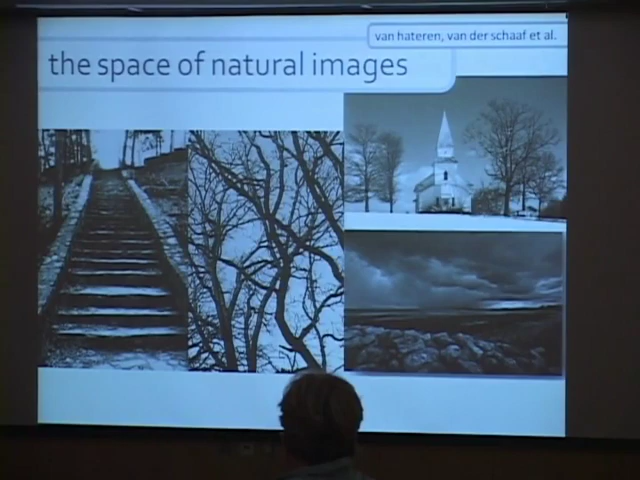 van hateren, van der schaaf et al.
the space of natural images